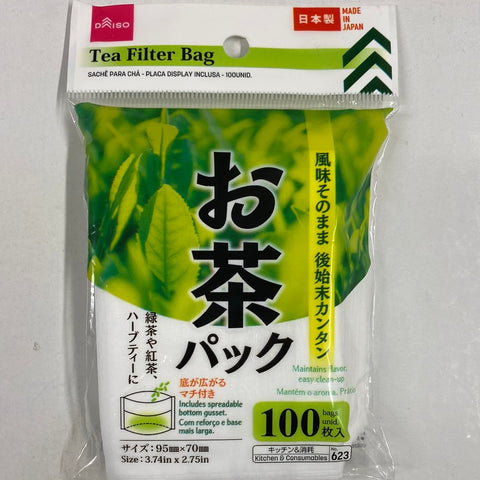 DAISO
日本製
MADE IN JAPAN
Tea Filter Bag
SACHÊ PARA CHÁ - PLACA DISPLAY INCLUSA - 100UNID.
お茶パック
風味そのまま 後始末カンタン
緑茶や紅茶、
ハーブティーに
Maintains flavor,
easy clean-up
Mantém o aroma,
底が広がる
マチ付き
Includes spreadable
bottom gusset.
Com reforço e base
mais larga.
100 bags unid. 枚入
サイズ:95mm×70mm
Size: 3.74in x 2.75in
キッチン&消耗
Kitchen & Consumables
No. 623